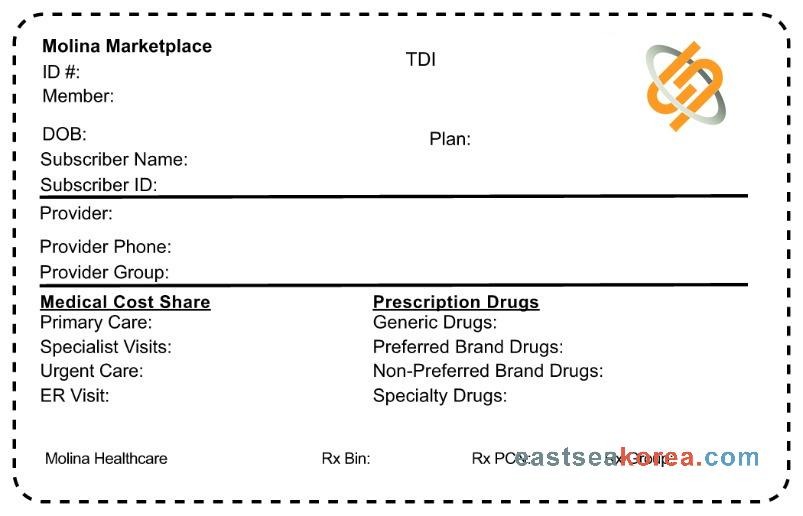 Molina Marketplace
TDI
ID #:
Member:
DOB:
Plan:
Subscriber Name:
Subscriber ID:
Provider:
Provider Phone:
Provider Group:
Medical Cost Share
Prescription Drugs
Primary Care:
Generic Drugs:
Specialist Visits:
Preferred Brand Drugs:
Urgent Care:
Non-Preferred Brand Drugs:
ER Visit:
Specialty Drugs:
Molina Healthcare
Rx Bin:
Rx PCN:
Rx Group:
eastseakorea.com